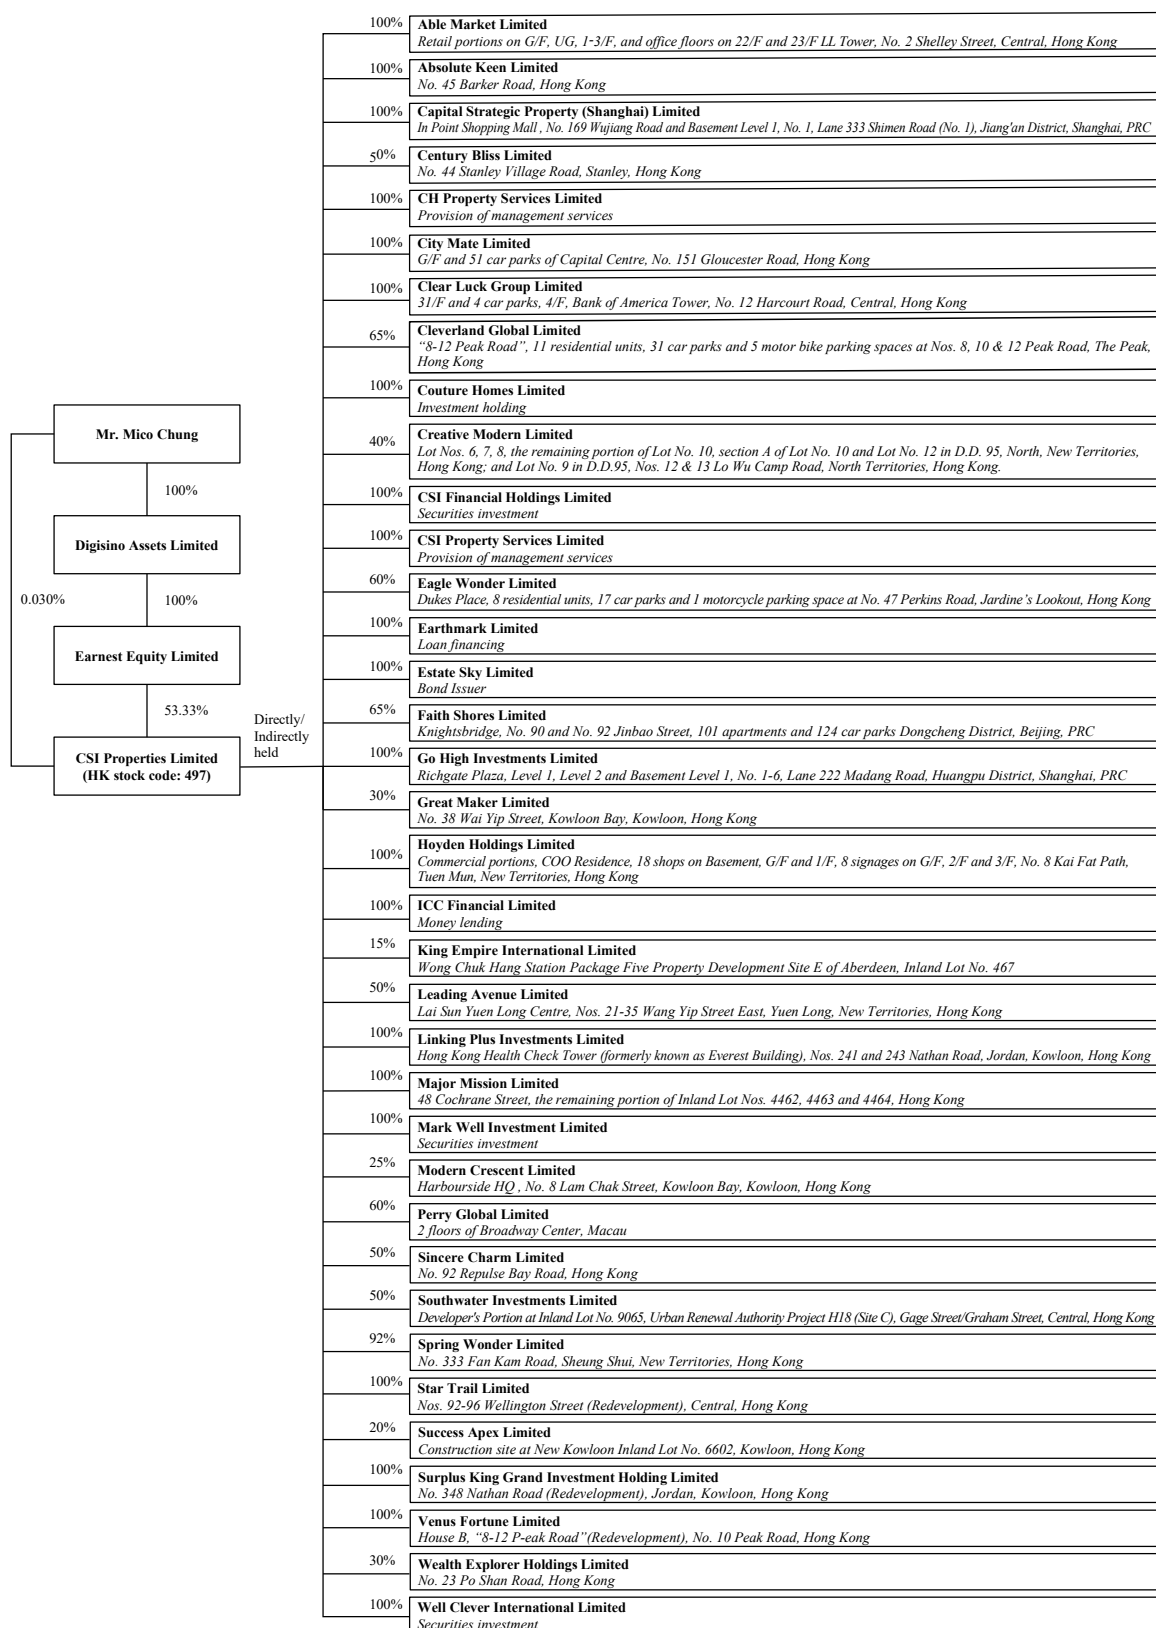 100%
Able Market Limited
Retail portions on G/F, UG, 1-3/F, and office floors on 22/F and 23/F LL Tower, No. 2 Shelley Street, Central, Hong Kong
100%
Absolute Keen Limited
No. 45 Barker Road, Hong Kong
100%
Capital Strategic Property (Shanghai) Limited
In Point Shopping Mall , No. 169 Wujiang Road and Basement Level 1, No. 1, Lane 333 Shimen Road (No. 1), Jiang'an District, Shanghai, PRC
50%
Century Bliss Limited
No. 44 Stanley Village Road, Stanley, Hong Kong
100%
CH Property Services Limited
Provision of management services
100%
City Mate Limited
G/F and 51 car parks of Capital Centre, No. 151 Gloucester Road, Hong Kong
100%
Clear Luck Group Limited
31/F and 4 car parks, 4/F, Bank of America Tower, No. 12 Harcourt Road, Central, Hong Kong
65%
Cleverland Global Limited
“8-12 Peak Road”, 11 residential units, 31 car parks and 5 motor bike parking spaces at Nos. 8, 10 & 12 Peak Road, The Peak,
Hong Kong
100%
Couture Homes Limited
Investment holding
Mr. Mico Chung
100%
Digisino Assets Limited
0.030%
100%
Earnest Equity Limited
53.33%
CSI Properties Limited
(HK stock code: 497)
Directly/
Indirectly
held
40%
Creative Modern Limited
Lot Nos. 6, 7, 8, the remaining portion of Lot No. 10, section A of Lot No. 10 and Lot No. 12 in D.D. 95, North, New Territories,
Hong Kong; and Lot No. 9 in D.D.95, Nos. 12 & 13 Lo Wu Camp Road, North Territories, Hong Kong.
100%
CSI Financial Holdings Limited
Securities investment
100%
CSI Property Services Limited
Provision of management services
60%
Eagle Wonder Limited
Dukes Place, 8 residential units, 17 car parks and 1 motorcycle parking space at No. 47 Perkins Road, Jardine’s Lookout, Hong Kong
100%
Earthmark Limited
Loan financing
100%
Estate Sky Limited
Bond Issuer
65%
Faith Shores Limited
Knightsbridge, No. 90 and No. 92 Jinbao Street, 101 apartments and 124 car parks Dongcheng District, Beijing, PRC
100%
Go High Investments Limited
Richgate Plaza, Level 1, Level 2 and Basement Level 1, No. 1-6, Lane 222 Madang Road, Huangpu District, Shanghai, PRC
30%
Great Maker Limited
No. 38 Wai Yip Street, Kowloon Bay, Kowloon, Hong Kong
100%
Hoyden Holdings Limited
Commercial portions, COO Residence, 18 shops on Basement, G/F and 1/F, 8 signages on G/F, 2/F and 3/F, No. 8 Kai Fat Path,
Tuen Mun, New Territories, Hong Kong
100%
ICC Financial Limited
Money lending
15%
King Empire International Limited
Wong Chuk Hang Station Package Five Property Development Site E of Aberdeen, Inland Lot No. 467
50%
Leading Avenue Limited
Lai Sun Yuen Long Centre, Nos. 21-35 Wang Yip Street East, Yuen Long, New Territories, Hong Kong
100%
Linking Plus Investments Limited
Hong Kong Health Check Tower (formerly known as Everest Building), Nos. 241 and 243 Nathan Road, Jordan, Kowloon, Hong Kong
100%
Major Mission Limited
48 Cochrane Street, the remaining portion of Inland Lot Nos. 4462, 4463 and 4464, Hong Kong
100%
Mark Well Investment Limited
Securities investment
25%
Modern Crescent Limited
Harbourside HQ , No. 8 Lam Chak Street, Kowloon Bay, Kowloon, Hong Kong
60%
Perry Global Limited
2 floors of Broadway Center, Macau
50%
Sincere Charm Limited
No. 92 Repulse Bay Road, Hong Kong
50%
Southwater Investments Limited
Developer's Portion at Inland Lot No. 9065, Urban Renewal Authority Project H18 (Site C), Gage Street/Graham Street, Central, Hong Kong
92%
Spring Wonder Limited
No. 333 Fan Kam Road, Sheung Shui, New Territories, Hong Kong
100%
Star Trail Limited
Nos. 92-96 Wellington Street (Redevelopment), Central, Hong Kong
20%
Success Apex Limited
Construction site at New Kowloon Inland Lot No. 6602, Kowloon, Hong Kong
100%
Surplus King Grand Investment Holding Limited
No. 348 Nathan Road (Redevelopment), Jordan, Kowloon, Hong Kong
100%
Venus Fortune Limited
House B, “8-12 P-eak Road”(Redevelopment), No. 10 Peak Road, Hong Kong
30%
Wealth Explorer Holdings Limited
No. 23 Po Shan Road, Hong Kong
100%
Well Clever International Limited
Securities investment